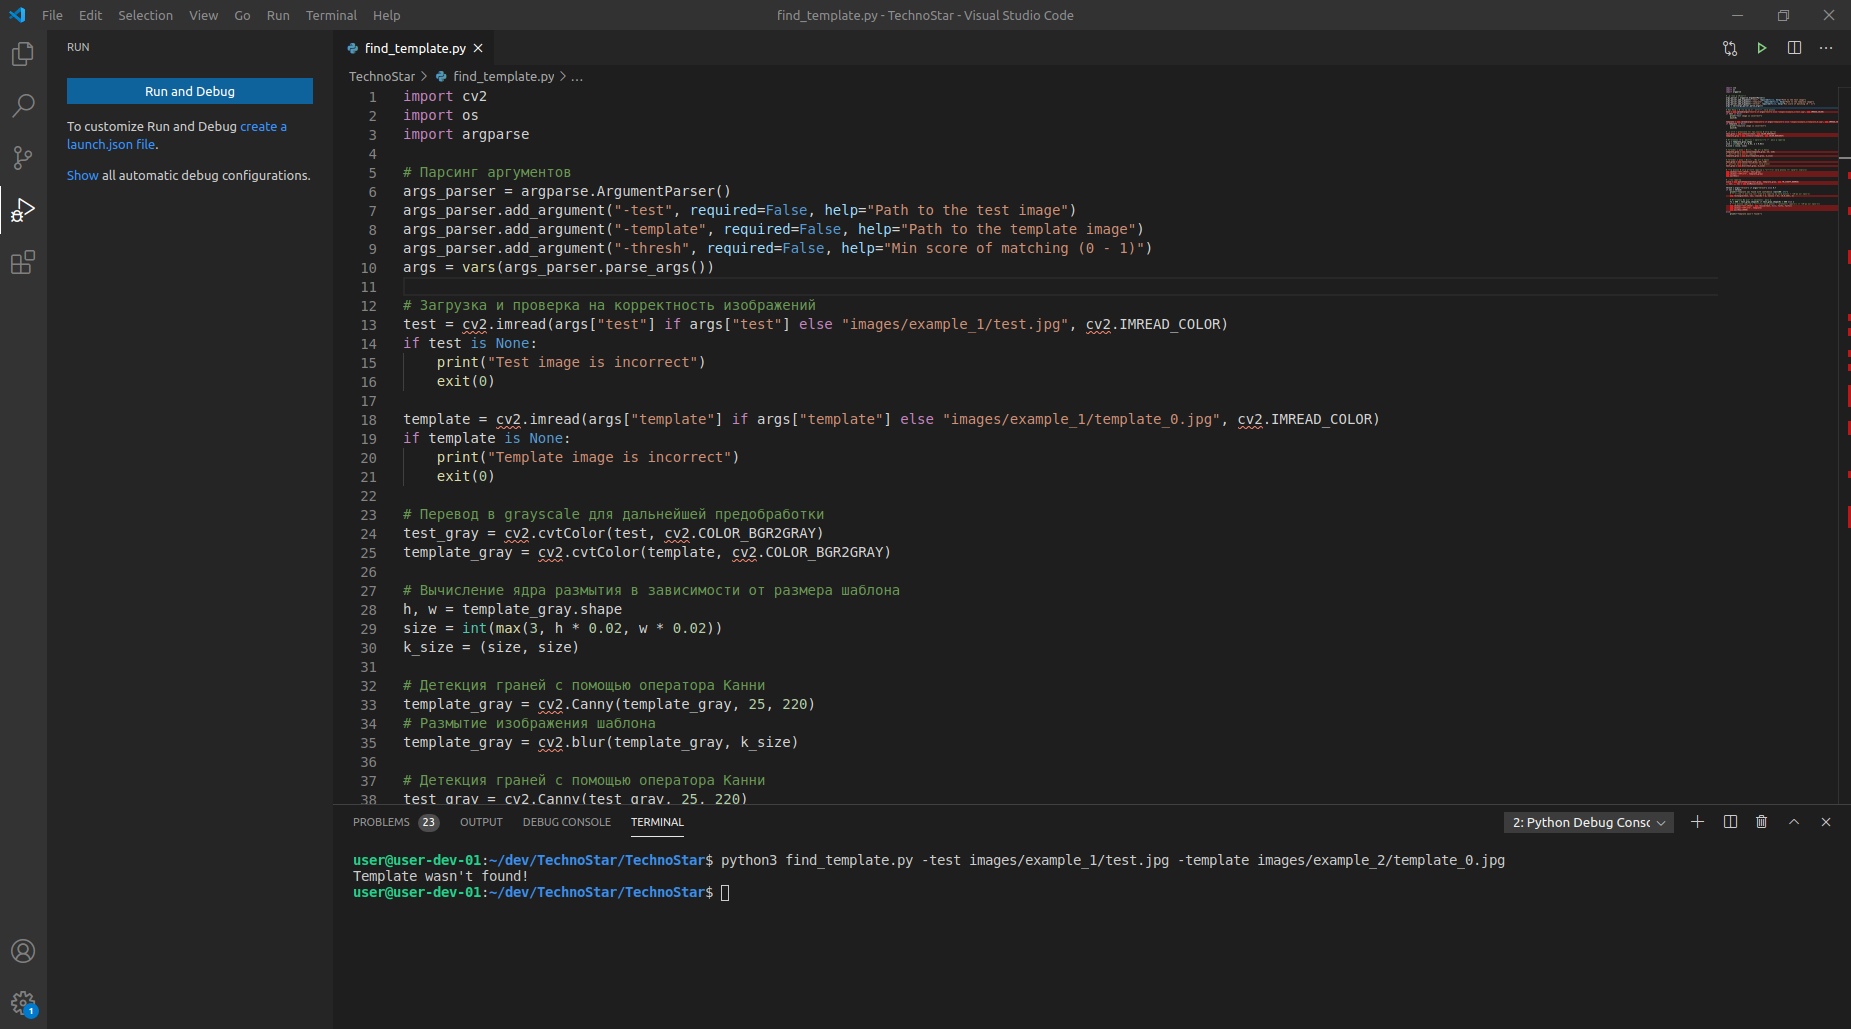 File Edit Selection View Go Run Terminal Help
find_template.py - TechnoStar - Visual Studio Code
RUN
Run and Debug
To customize Run and Debug create a
launch.json file.
Show all automatic debug configurations.
find_template.py
TechnoStar > find_template.py > ...
1 import cv2
2 import os
3 import argparse
4
5 # Парсинг аргументов
6 args_parser = argparse.ArgumentParser()
7 args_parser.add_argument("-test", required=False, help="Path to the test image")
8 args_parser.add_argument("-template", required=False, help="Path to the template image")
9 args_parser.add_argument("-thresh", required=False, help="Min score of matching (0 - 1)")
10 args = vars(args_parser.parse_args())
11
12 # Загрузка и проверка на корректность изображений
13 test = cv2.imread(args["test"] if args["test"] else "images/example_1/test.jpg", cv2.IMREAD_COLOR)
14 if test is None:
15     print("Test image is incorrect")
16     exit(0)
17
18 template = cv2.imread(args["template"] if args["template"] else "images/example_1/template_0.jpg", cv2.IMREAD_COLOR)
19 if template is None:
20     print("Template image is incorrect")
21     exit(0)
22
23 # Перевод в grayscale для дальнейшей предобработки
24 test_gray = cv2.cvtColor(test, cv2.COLOR_BGR2GRAY)
25 template_gray = cv2.cvtColor(template, cv2.COLOR_BGR2GRAY)
26
27 # Вычисление ядра размытия в зависимости от размера шаблона
28 h, w = template_gray.shape
29 size = int(max(3, h * 0.02, w * 0.02))
30 k_size = (size, size)
31
32 # Детекция граней с помощью оператора Канни
33 template_gray = cv2.Canny(template_gray, 25, 220)
34 # Размытие изображения шаблона
35 template_gray = cv2.blur(template_gray, k_size)
36
37 # Детекция граней с помощью оператора Канни
38 test_gray = cv2.Canny(test_gray, 25, 220)
PROBLEMS 23 OUTPUT DEBUG CONSOLE TERMINAL
2: Python Debug Consc
user@user-dev-01:~/dev/TechnoStar/TechnoStar$ python3 find_template.py -test images/example_1/test.jpg -template images/example_2/template_0.jpg
Template wasn't found!
user@user-dev-01:~/dev/TechnoStar/TechnoStar$
1